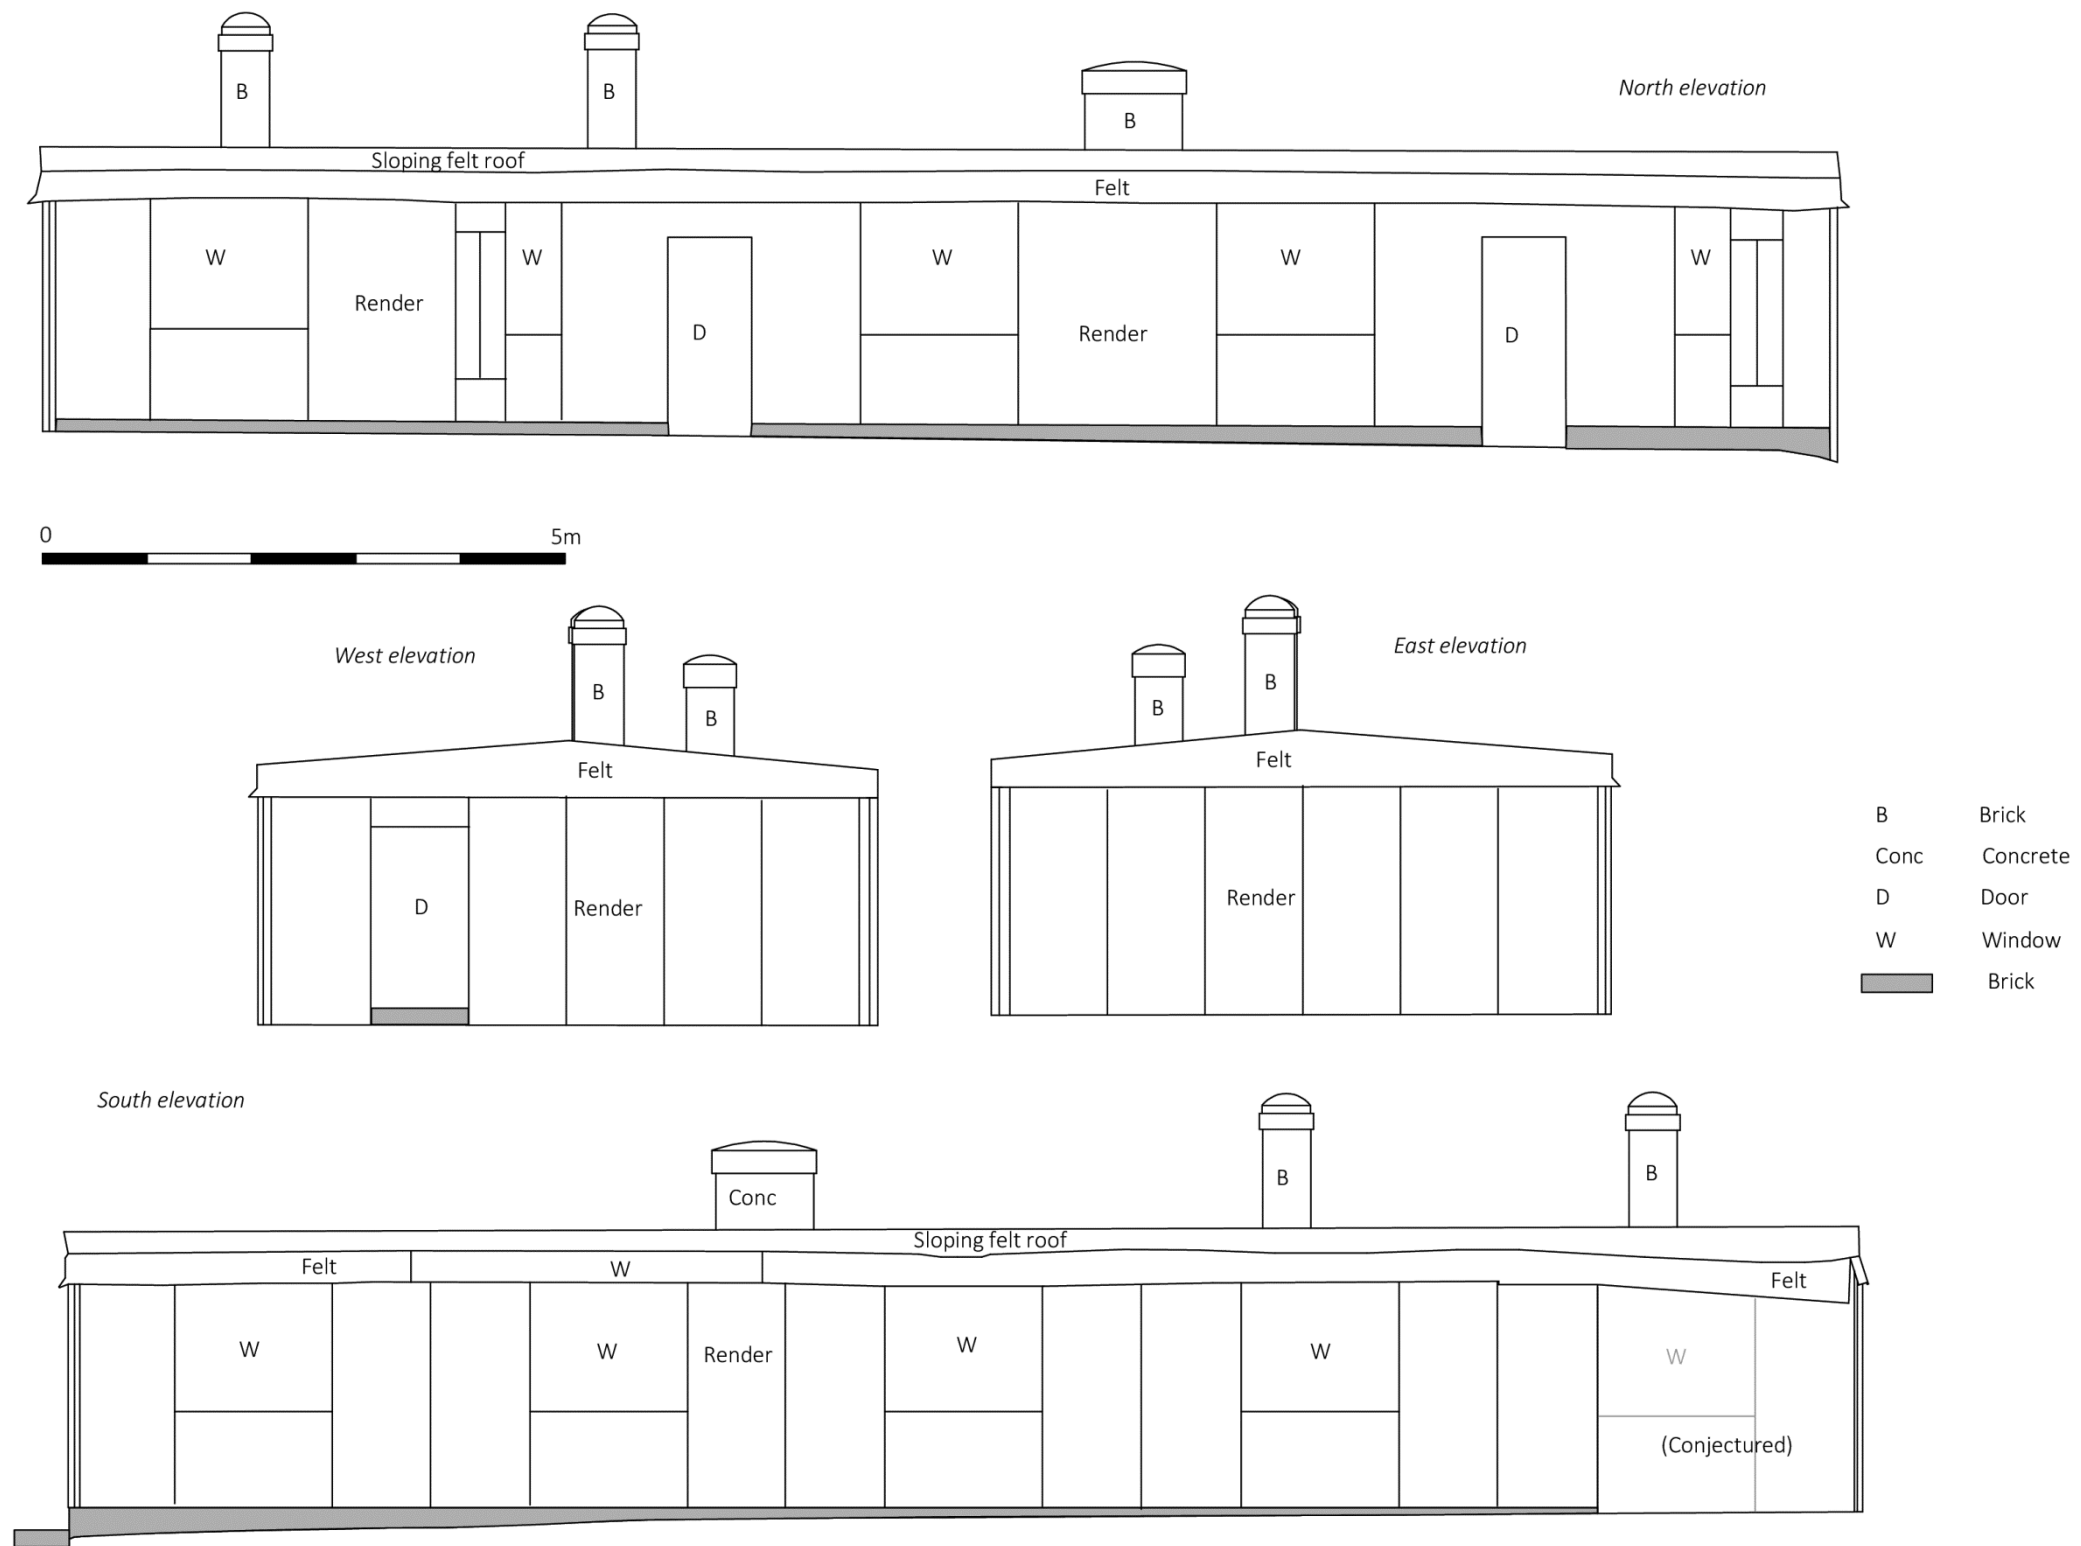 B
B
B
North elevation
Sloping felt roof
Felt
W
W
W
W
W
Render
Render
D
D
0
5m
West elevation
B
B
Felt
D
Render
East elevation
B
B
Felt
Render
B Brick
Conc Concrete
D Door
W Window
Brick
South elevation
Conc
B
B
Sloping felt roof
Felt
W
Felt
W
W
Render
W
W
W
(Conjectured)